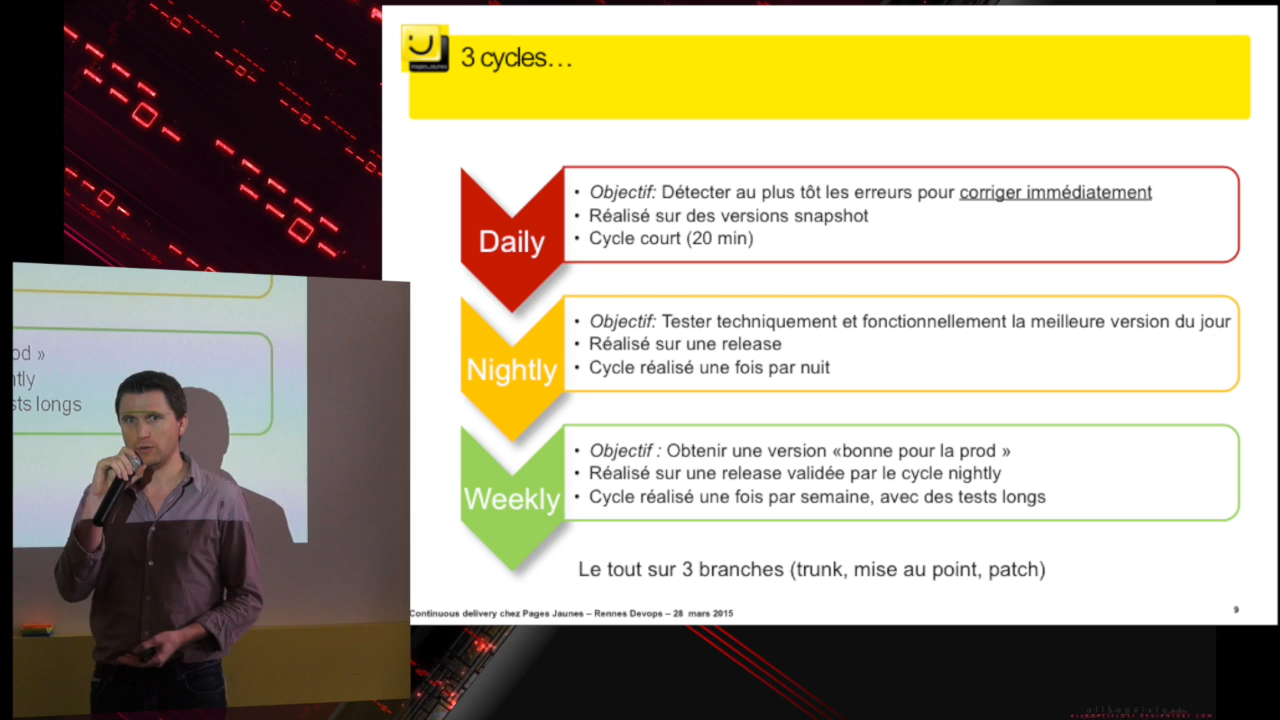 3 cycles…
Daily
• Objectif: Détecter au plus tôt les erreurs pour corriger immédiatement
• Réalisé sur des versions snapshot
• Cycle court (20 min)
Nightly
• Objectif: Tester techniquement et fonctionnellement la meilleure version du jour
• Réalisé sur une release
• Cycle réalisé une fois par nuit
Weekly
• Objectif : Obtenir une version «bonne pour la prod »
• Réalisé sur une release validée par le cycle nightly
• Cycle réalisé une fois par semaine, avec des tests longs
Le tout sur 3 branches (trunk, mise au point, patch)
Continuous delivery chez Pages Jaunes – Rennes Devops – 28 mars 2015
9
od »
tly
sts longs